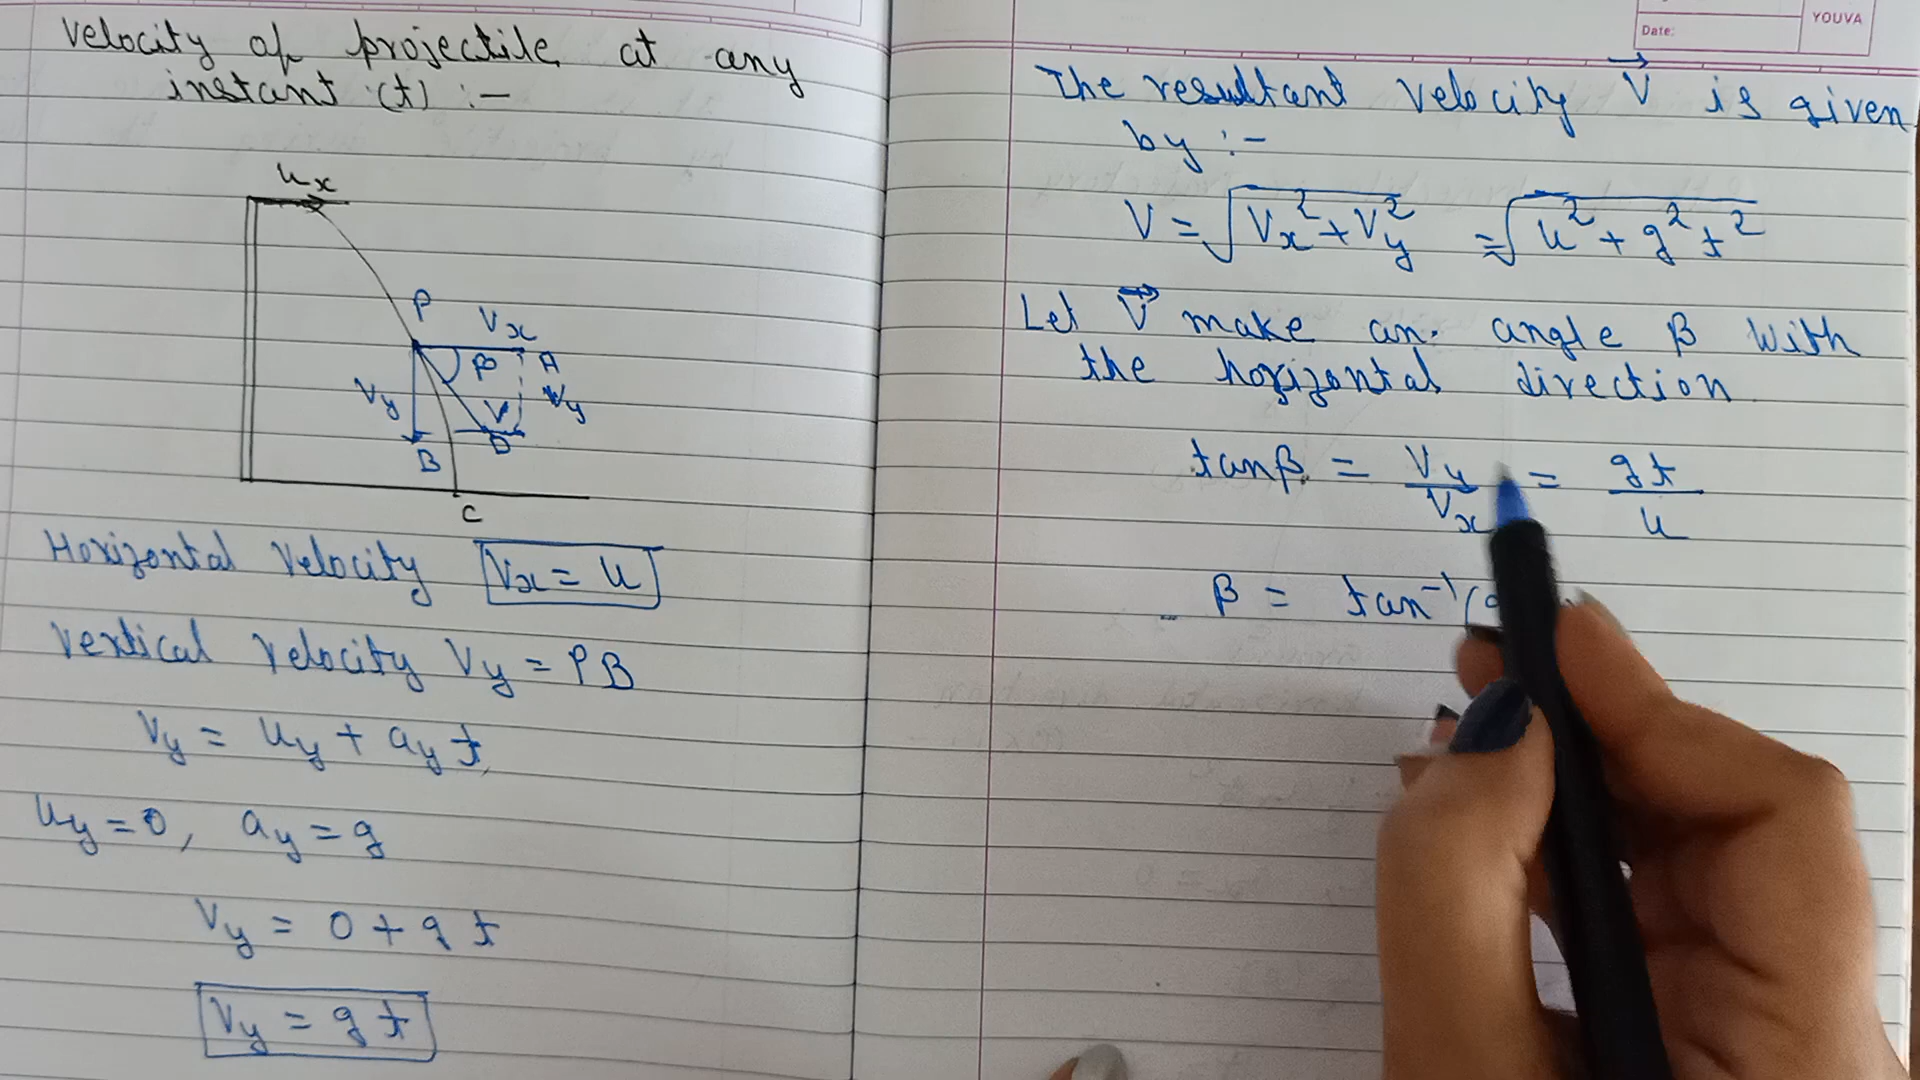 Velocity of projectile at any
instant (t) :-
ux
P
Vx
β
A
Vy
V
Vy
D
B
C
Horizontal Velocity Vx = u
Vertical Velocity Vy = PB
Vy = uy + ay t
uy = 0, ay = g
Vy = 0 + g t
Vy = g t
YOUVA
Date:
The resultant velocity V⃗ is given
by :-
V = √Vx² + Vy² = √u² + g² t²
Let V⃗ make an angle β with
the horizontal direction
tanβ = Vy/Vx = gt/u
β = tan⁻¹(